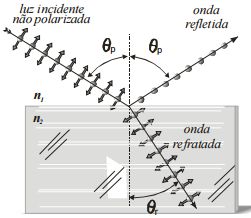 luz incidente
não polarizada
onda
refletida
θp
θp
n1
n2
onda
refratada
θr